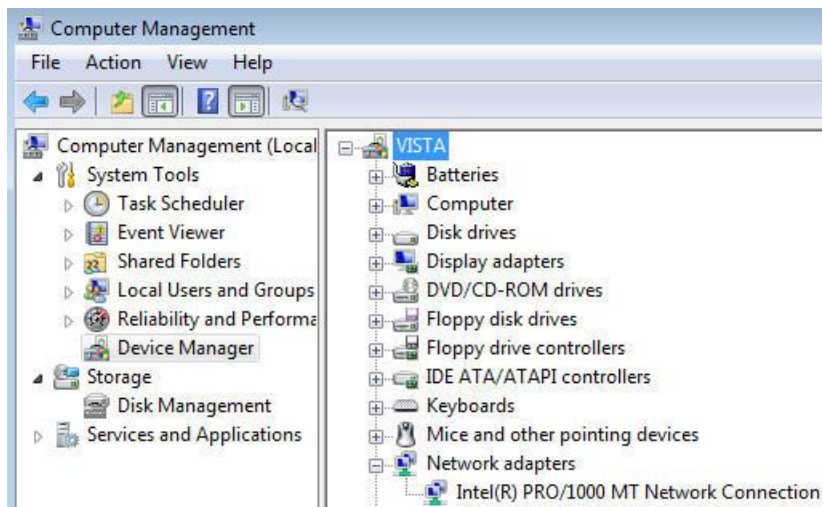 Computer Management
File Action View Help
Computer Management (Local
System Tools
Task Scheduler
Event Viewer
Shared Folders
Local Users and Groups
Reliability and Performa
Device Manager
Storage
Disk Management
Services and Applications
VISTA
Batteries
Computer
Disk drives
Display adapters
DVD/CD-ROM drives
Floppy disk drives
Floppy drive controllers
IDE ATA/ATAPI controllers
Keyboards
Mice and other pointing devices
Network adapters
Intel(R) PRO/1000 MT Network Connection